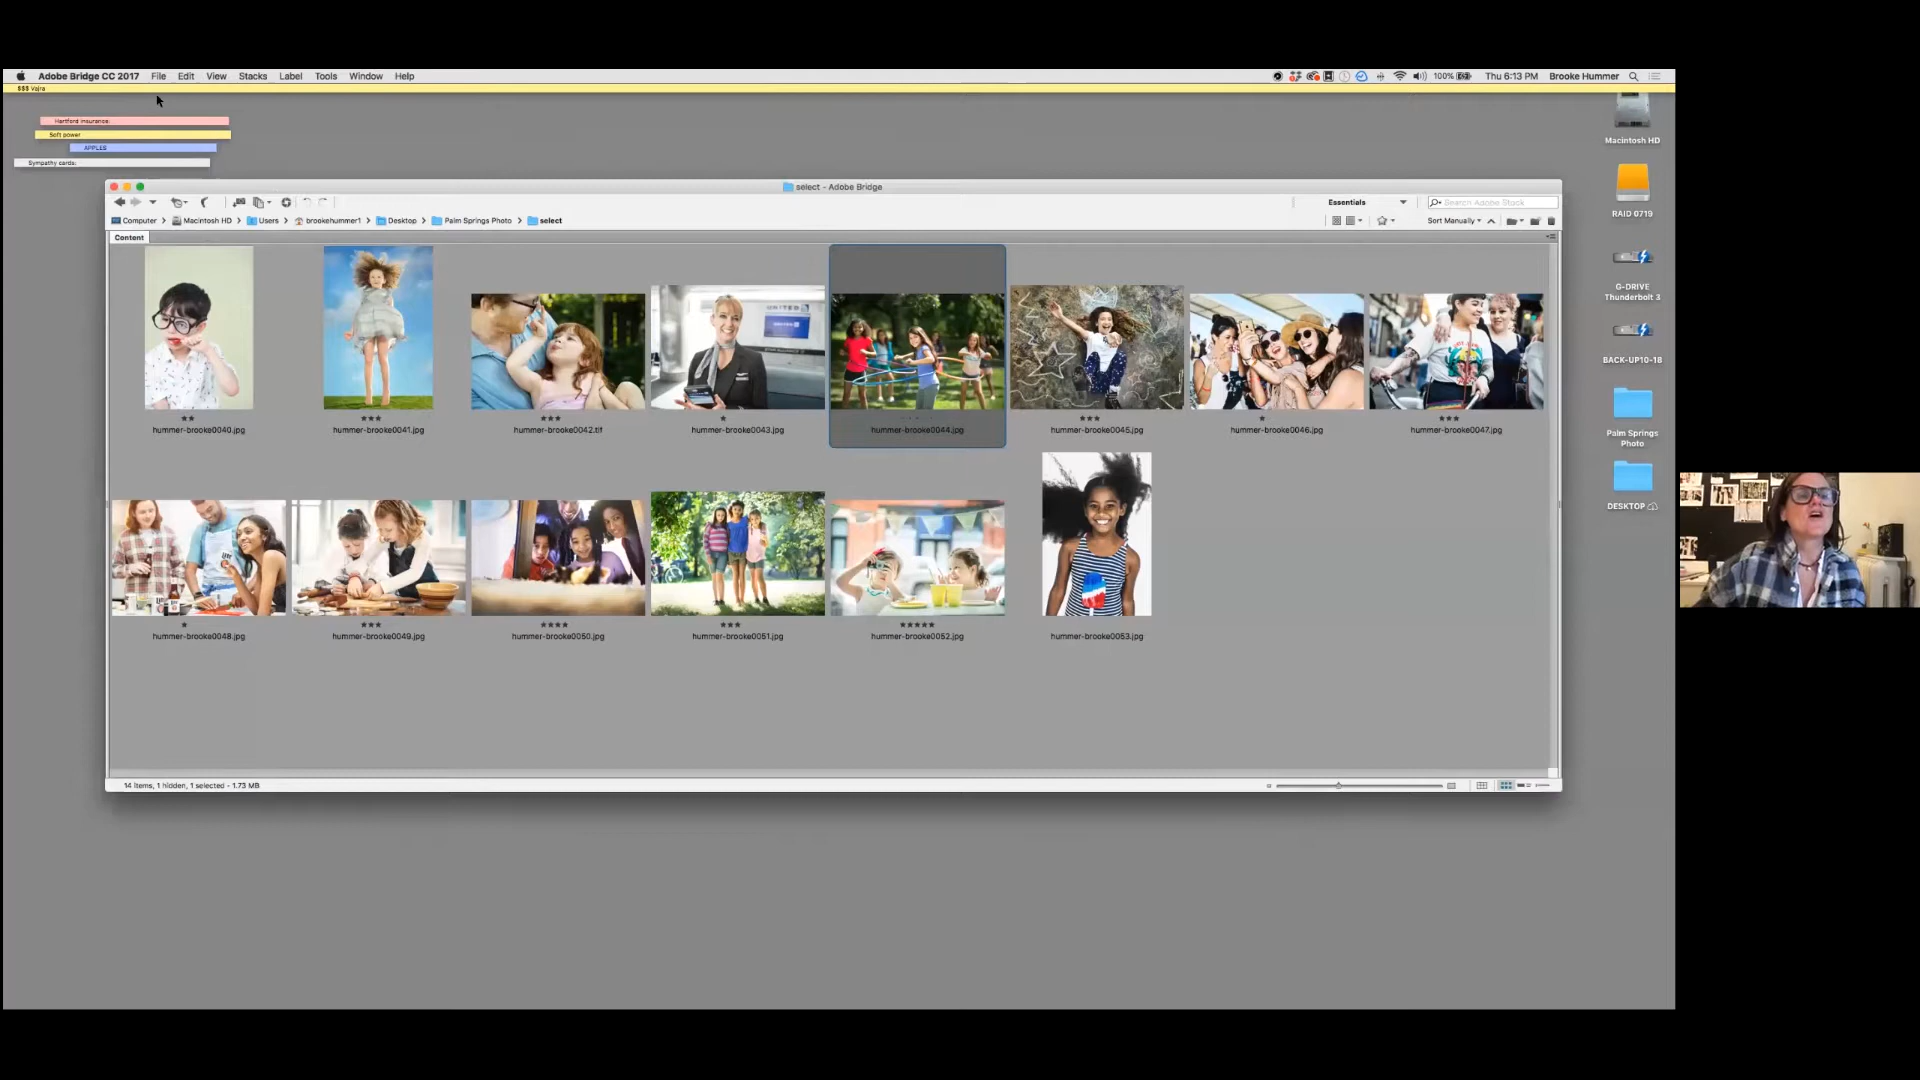 Adobe Bridge CC 2017 File Edit View Stacks Label Tools Window Help 100% Thu 6:13 PM Brooke Hummer
$$$ Vajra
Hartford insurance:
Soft power
APPLES
Sympathy cards:
Macintosh HD
RAID 0719
G-DRIVE
Thunderbolt 3
BACK-UP10-18
Palm Springs
Photo
DESKTOP
select - Adobe Bridge
Essentials Search Adobe Stock
Computer Macintosh HD Users brookehummer1 Desktop Palm Springs Photo select Sort Manually
Content
UNITED
hummer-brooke0040.jpg hummer-brooke0041.jpg hummer-brooke0042.tif hummer-brooke0043.jpg hummer-brooke0044.jpg hummer-brooke0045.jpg hummer-brooke0046.jpg hummer-brooke0047.jpg
hummer-brooke0048.jpg hummer-brooke0049.jpg hummer-brooke0050.jpg hummer-brooke0051.jpg hummer-brooke0052.jpg hummer-brooke0053.jpg
14 items, 1 hidden, 1 selected - 1.73 MB